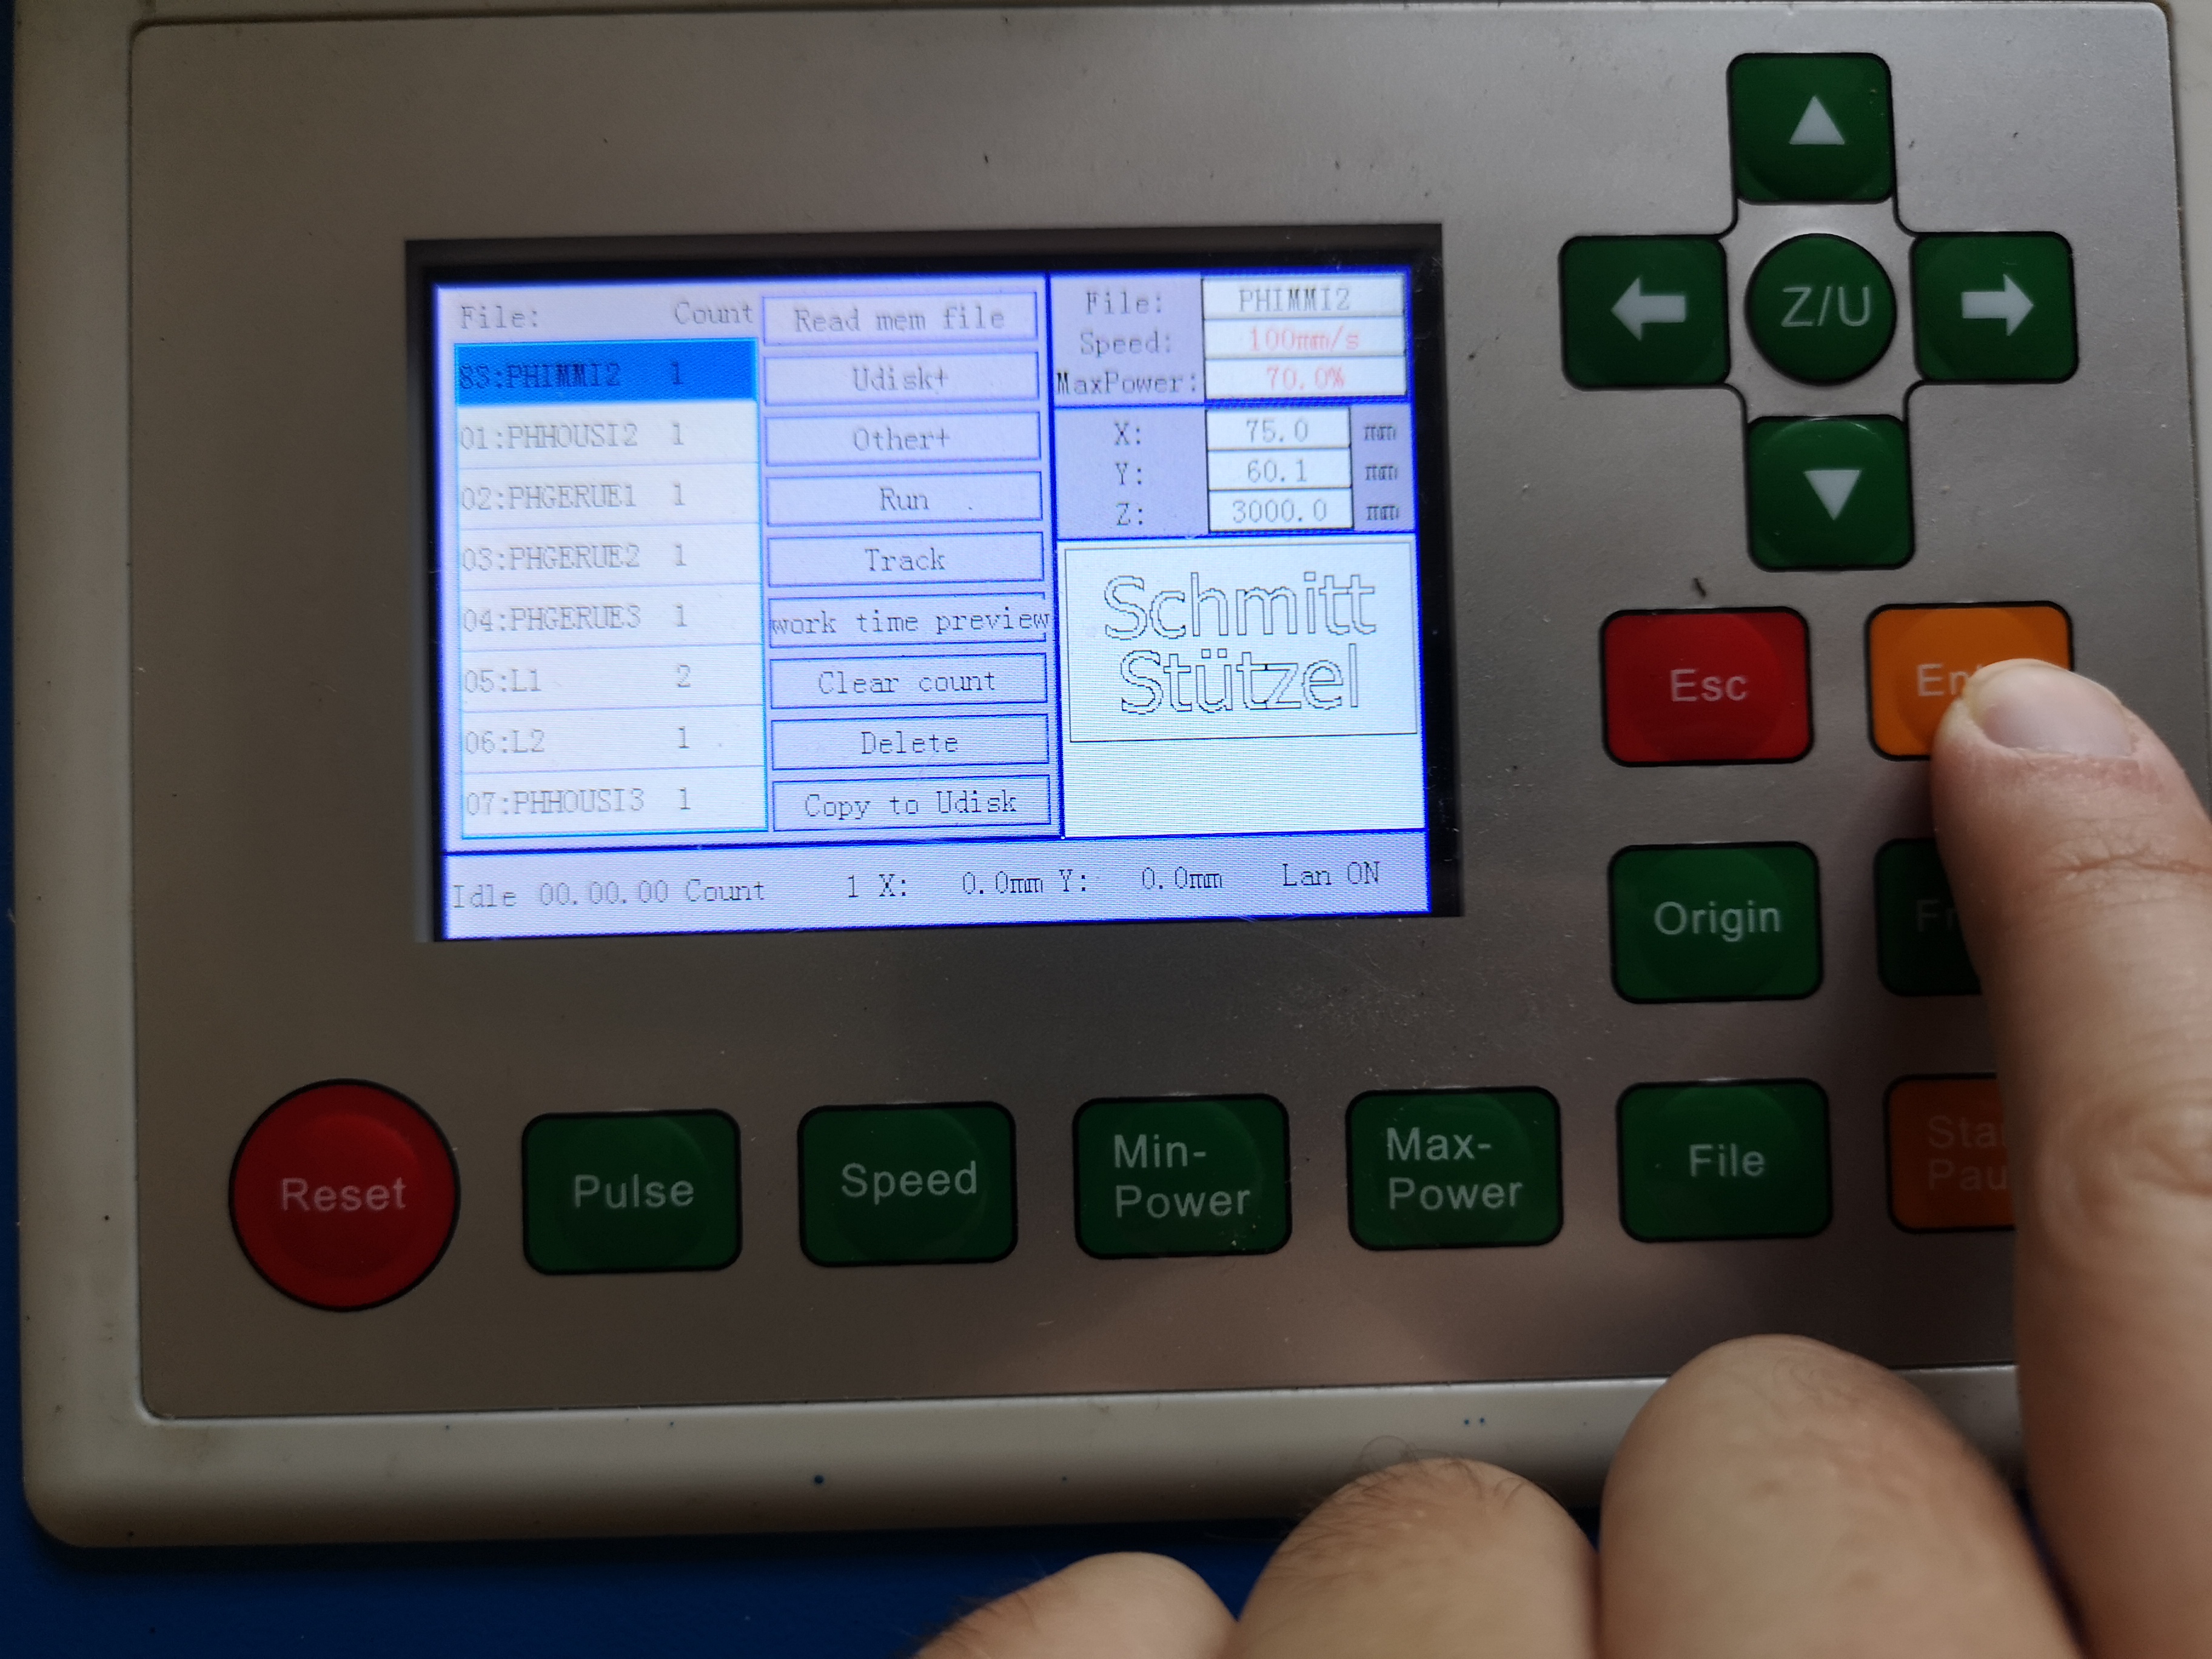 File: Count
83:PHIMMI2 1
01:PHHOUSI2 1
02:PHGERUE1 1
03:PHGERUE2 1
04:PHGERUE3 1
05:L1 2
06:L2 1
07:PHHOUSI3 1
Read mem file
Udisk+
Other+
Run
Track
work time preview
Clear count
Delete
Copy to Udisk
File: PHIMMI2
Speed: 100mm/s
MaxPower: 70.0%
X: 75.0 mm
Y: 60.1 mm
Z: 3000.0 mm
Schmitt
Stützel
Idle 00.00.00 Count 1 X: 0.0mm Y: 0.0mm Lan ON
Z/U
Esc
Origin
Reset
Pulse
Speed
Min-
Power
Max-
Power
File